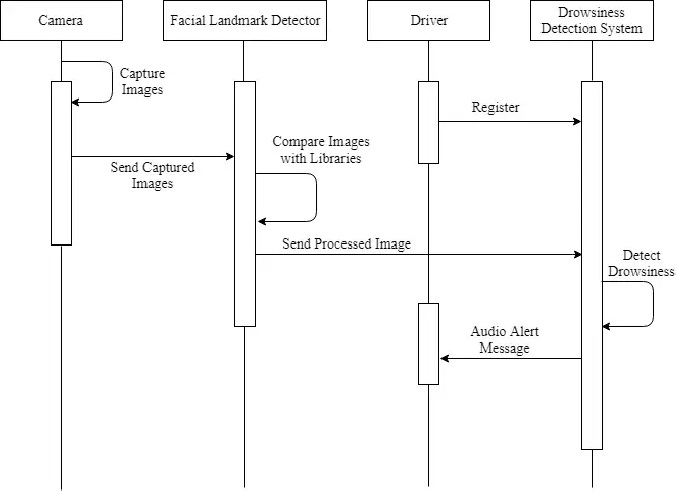 Camera
Facial Landmark Detector
Driver
Drowsiness
Detection System
Capture
Images
Register
Compare Images
with Libraries
Send Captured
Images
Send Processed Image
Detect
Drowsiness
Audio Alert
Message